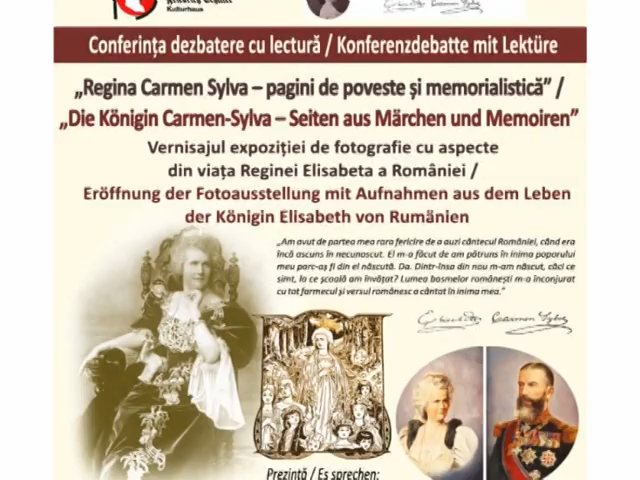 Kulturhaus
Conferința dezbatere cu lectură / Konferenzdebatte mit Lektüre
„Regina Carmen Sylva – pagini de poveste și memorialistică” /
„Die Königin Carmen-Sylva – Seiten aus Märchen und Memoiren”
Vernisajul expoziției de fotografie cu aspecte
din viața Reginei Elisabeta a României /
Eröffnung der Fotoausstellung mit Aufnahmen aus dem Leben
der Königin Elisabeth von Rumänien
„Am avut de partea mea rara fericire de a auzi cântecul României, când era
încă ascuns în necunoscut. El m-a făcut de am pătruns în inima poporului
meu parc-aș fi din el născută. Da. Dintr-însa din nou m-am născut, căci ce
simt, la ce școală am învățat? Lumea basmelor românești m-a înconjurat
cu tot farmecul și versul românesc a cântat în inima mea.”
Elisabeta Carmen Sylva
Prezintă / Es sprechen: